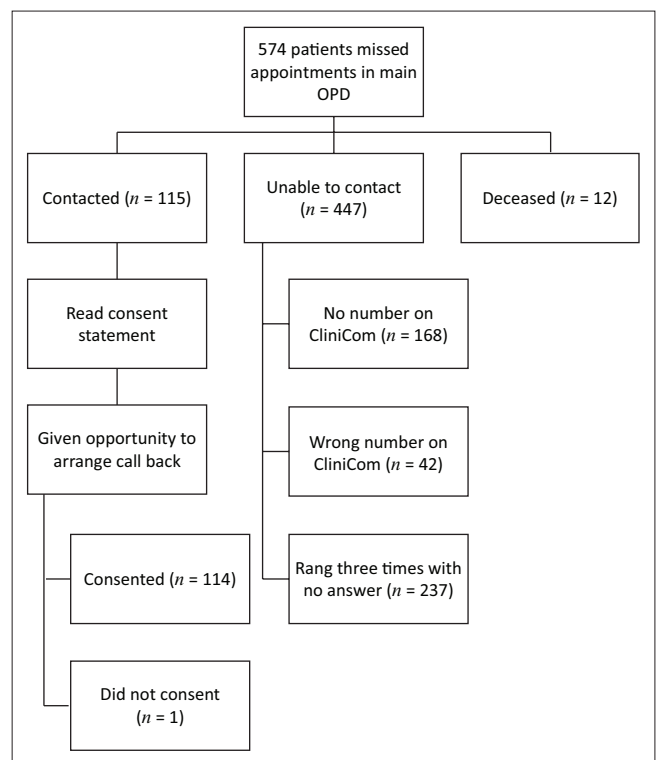 574 patients missed
appointments in main
OPD
Contacted (n = 115)
Unable to contact
(n = 447)
Deceased (n = 12)
Read consent
statement
No number on
CliniCom (n = 168)
Given opportunity to
arrange call back
Wrong number on
CliniCom (n = 42)
Consented (n = 114)
Rang three times with
no answer (n = 237)
Did not consent
(n = 1)